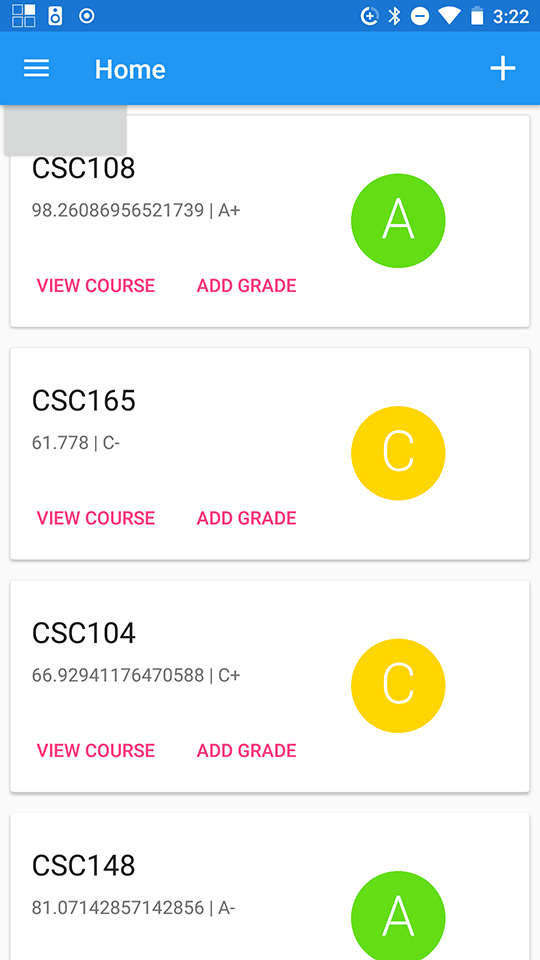 3:22
Home
CSC108
98.26086956521739 | A+
A
VIEW COURSE ADD GRADE
CSC165
61.778 | C-
C
VIEW COURSE ADD GRADE
CSC104
66.92941176470588 | C+
C
VIEW COURSE ADD GRADE
CSC148
81.07142857142856 | A-
A